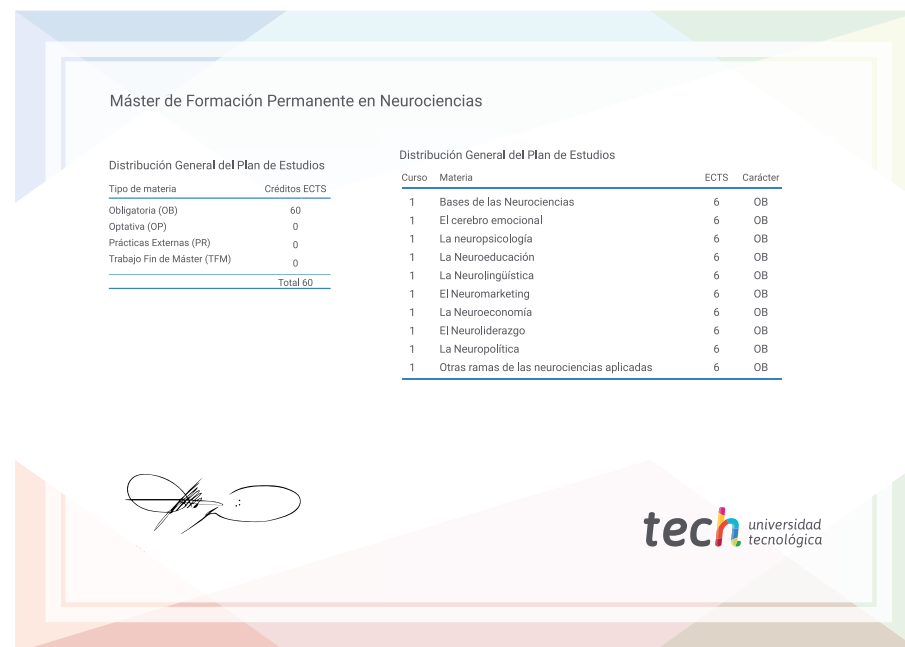 Máster de Formación Permanente en Neurociencias
Distribución General del Plan de Estudios
Tipo de materia Créditos ECTS
Obligatoria (OB) 60
Optativa (OP) 0
Prácticas Externas (PR) 0
Trabajo Fin de Máster (TFM) 0
Total 60
Distribución General del Plan de Estudios
Curso Materia ECTS Carácter
1 Bases de las Neurociencias 6 OB
1 El cerebro emocional 6 OB
1 La neuropsicología 6 OB
1 La Neuroeducación 6 OB
1 La Neurolingüística 6 OB
1 El Neuromarketing 6 OB
1 La Neuroeconomía 6 OB
1 El Neuroliderazgo 6 OB
1 La Neuropolítica 6 OB
1 Otras ramas de las neurociencias aplicadas 6 OB
tech universidad
tecnológica